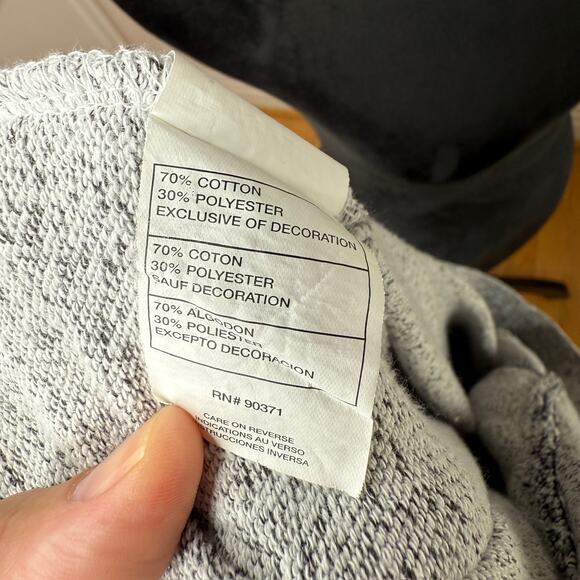 70% COTTON
30% POLYESTER
EXCLUSIVE OF DECORATION
70% COTON
30% POLYESTER
SAUF DECORATION
70% ALGODON
30% POLIESTER
EXCEPTO DECORACION
RN# 90371
CARE ON REVERSE
INDICATIONS AU VERSO
INSTRUCCIONES INVERSA